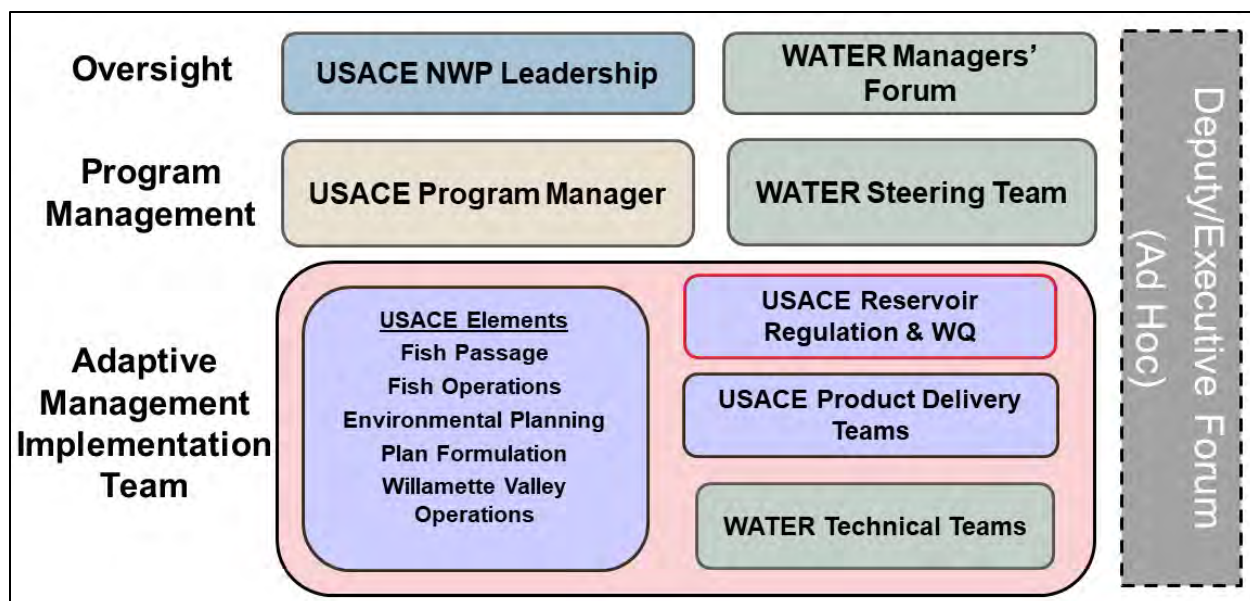 Oversight
USACE NWP Leadership
WATER Managers’
Forum
Program
Management
USACE Program Manager
WATER Steering Team
Adaptive
Management
Implementation
Team
USACE Elements
Fish Passage
Fish Operations
Environmental Planning
Plan Formulation
Willamette Valley
Operations
USACE Reservoir
Regulation & WQ
USACE Product Delivery
Teams
WATER Technical Teams
Deputy/Executive Forum
(Ad Hoc)